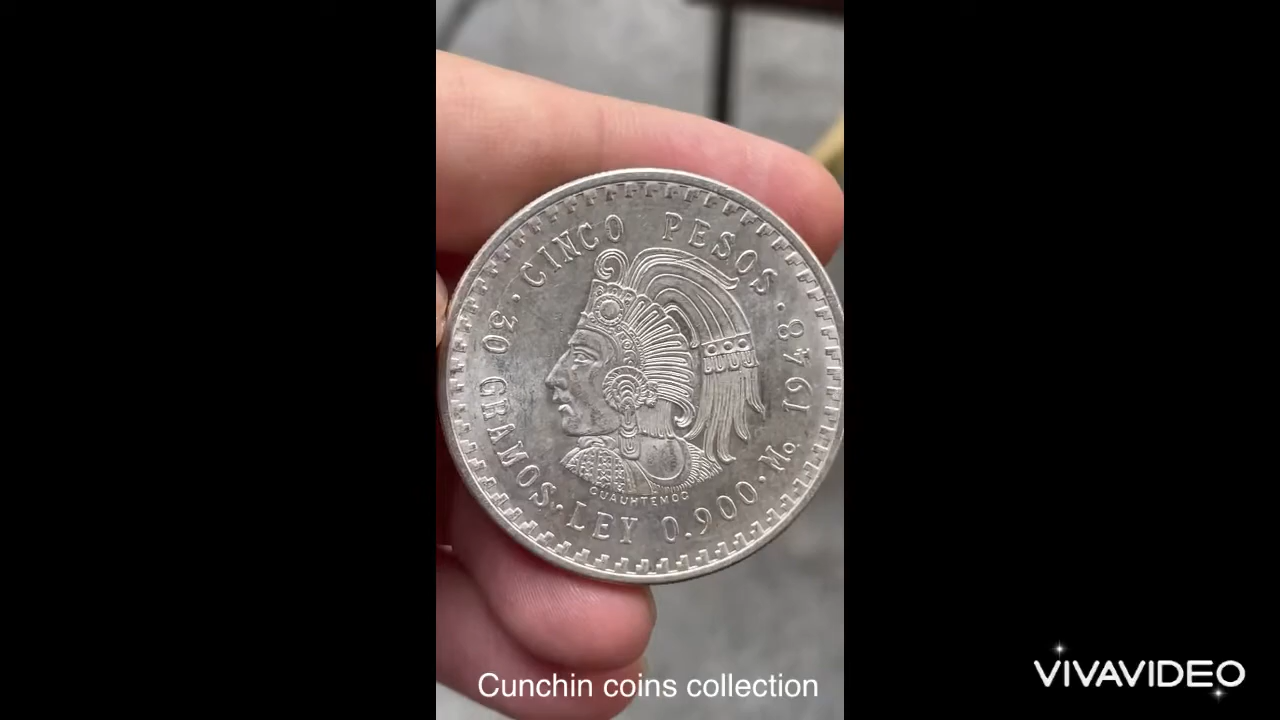 CINCO PESOS · 1948 Mo. · LEY 0.900 · 30 GRAMOS ·
CUAUHTEMOC
Cunchin coins collection
VIVAVIDEO